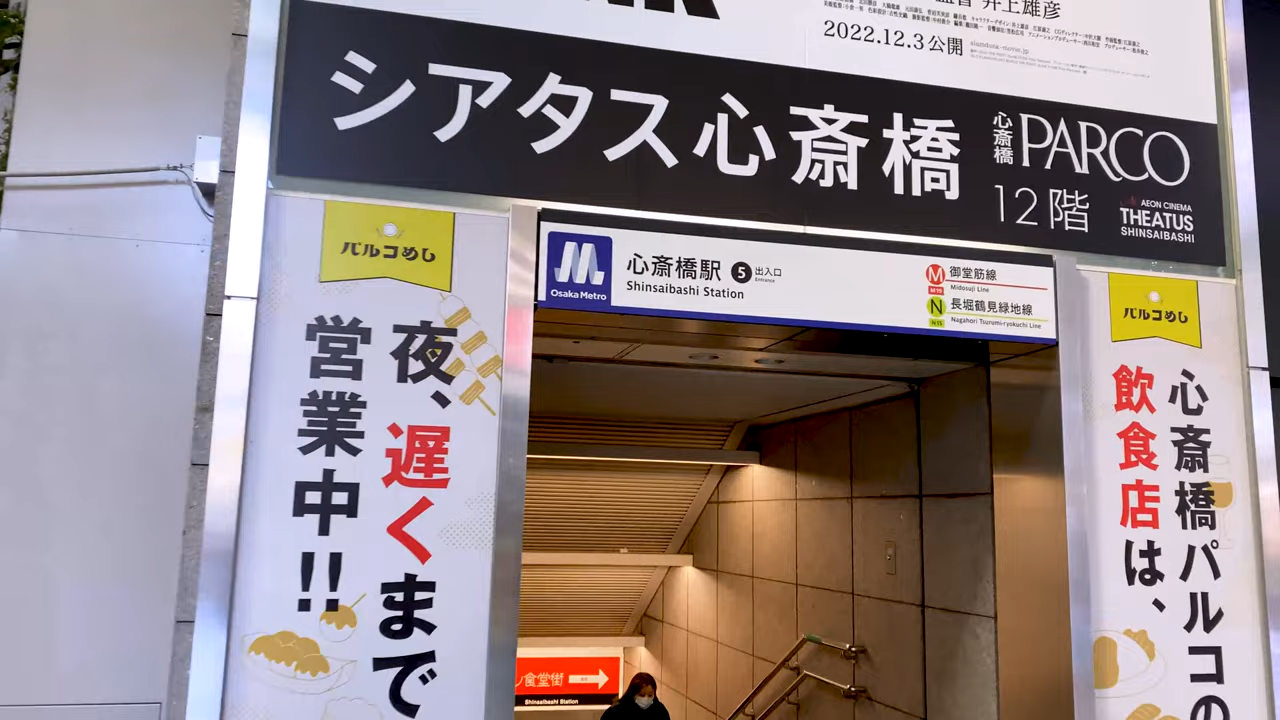 井上雄彦
2022.12.3公開
シアタス心斎橋
心斎橋
PARCO
12階
AEON CINEMA
THEATUS
SHINSAIBASHI
Osaka Metro
心斎橋駅
5
出入口
Entrance
Shinsaibashi Station
M
M19
御堂筋線
Midosuji Line
N
N15
長堀鶴見緑地線
Nagahori Tsurumi-ryokuchi Line
パルコめし
夜、遅くまで
営業中!!
パルコめし
心斎橋パルコの
飲食店は、
食堂街
Shinsaibashi Station